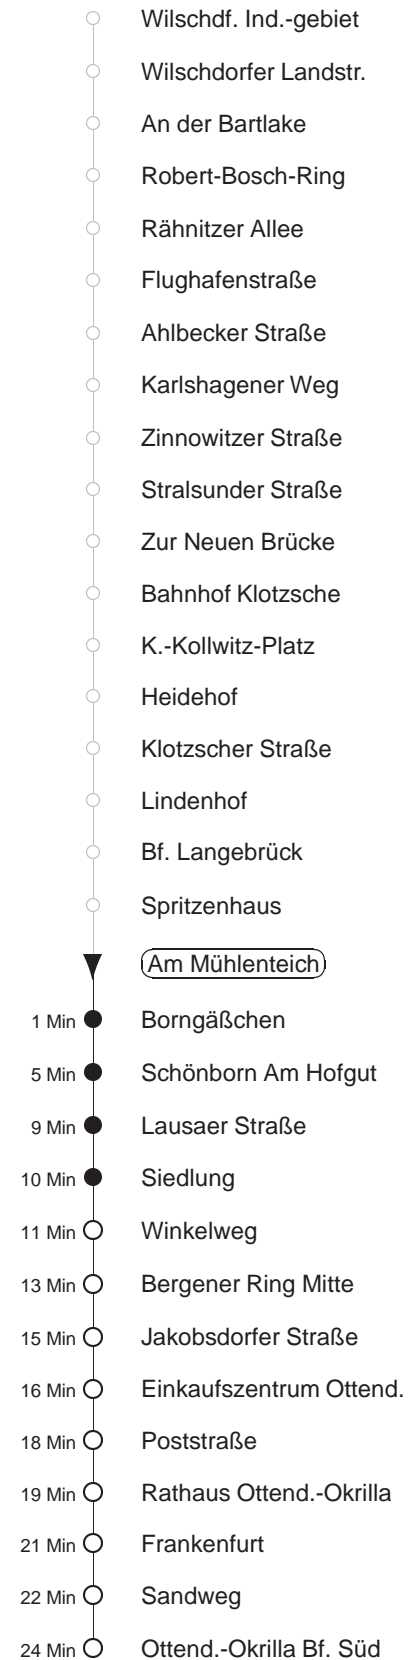 Wilschdf. Ind.-gebiet
Wilschdorfer Landstr.
An der Bartlake
Robert-Bosch-Ring
Rähnitzer Allee
Flughafenstraße
Ahlbecker Straße
Karlshagener Weg
Zinnowitzer Straße
Stralsunder Straße
Zur Neuen Brücke
Bahnhof Klotzsche
K.-Kollwitz-Platz
Heidehof
Klotzscher Straße
Lindenhof
Bf. Langebrück
Spritzenhaus
Am Mühlenteich
1 Min Borngäßchen
5 Min Schönborn Am Hofgut
9 Min Lausaer Straße
10 Min Siedlung
11 Min Winkelweg
13 Min Bergener Ring Mitte
15 Min Jakobsdorfer Straße
16 Min Einkaufszentrum Ottend.
18 Min Poststraße
19 Min Rathaus Ottend.-Okrilla
21 Min Frankenfurt
22 Min Sandweg
24 Min Ottend.-Okrilla Bf. Süd